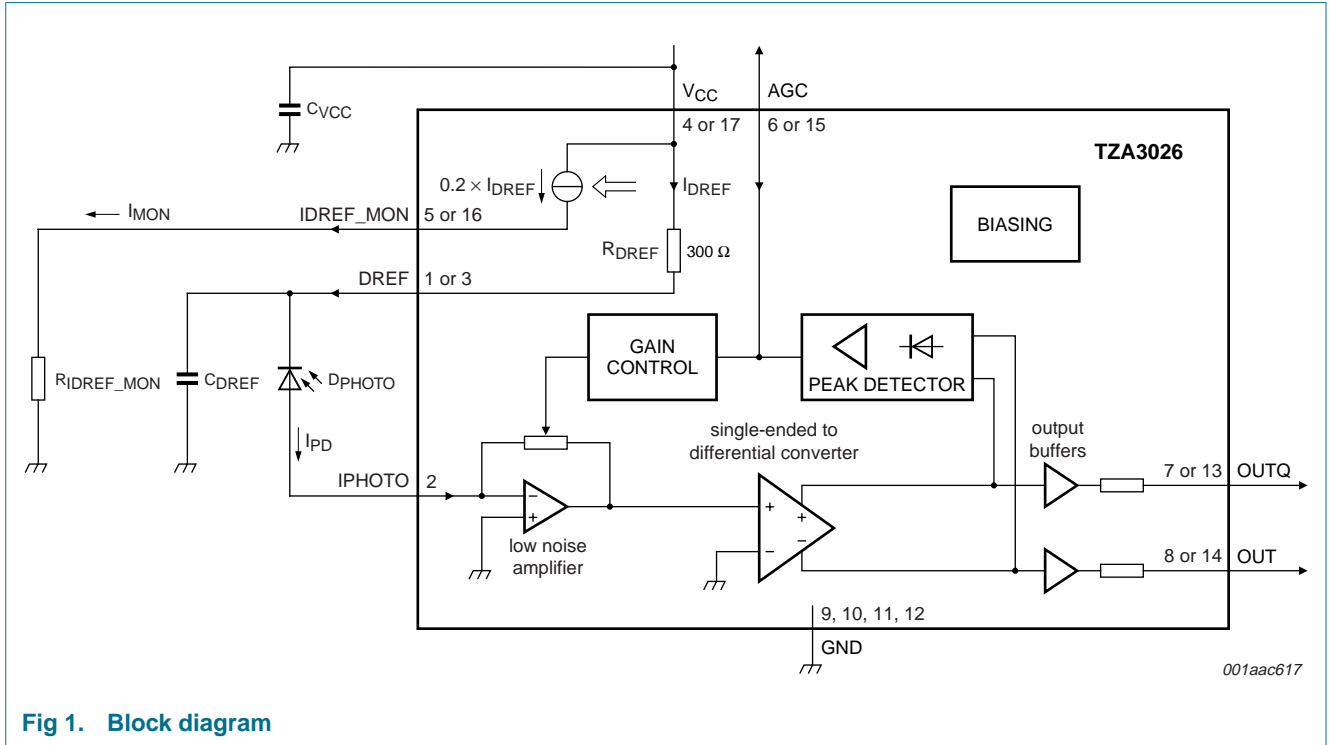 VCC
AGC
CVCC
4 or 17
6 or 15
TZA3026
0.2 × IDREF
IDREF
IMON
IDREF_MON
5 or 16
BIASING
RDREF
300 Ω
DREF
1 or 3
GAIN
CONTROL
PEAK DETECTOR
RIDREF_MON
CDREF
DPHOTO
single-ended to
differential converter
output
buffers
IPD
7 or 13
OUTQ
IPHOTO
2
−
+
+
−
+
−
low noise
amplifier
8 or 14
OUT
9, 10, 11, 12
GND
001aac617
Fig 1. Block diagram